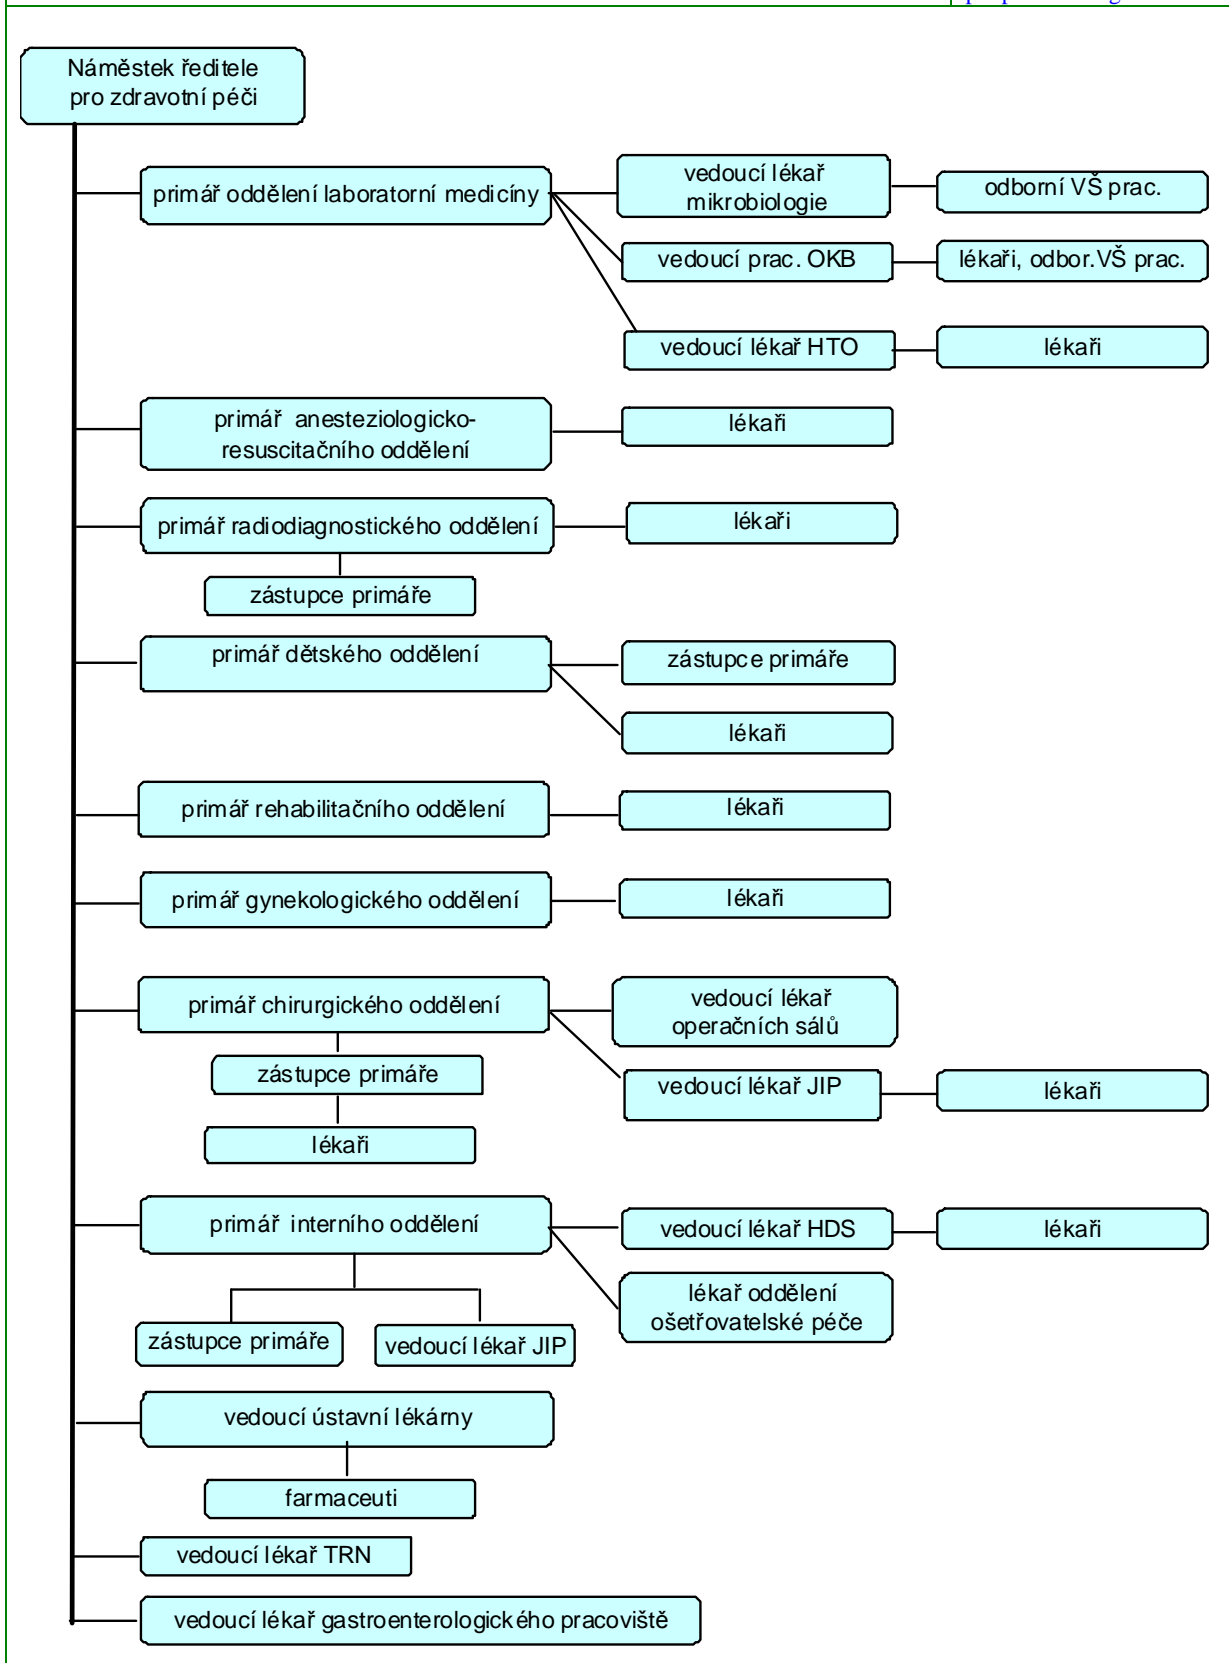 Náměstek ředitele
pro zdravotní péči
primář oddělení laboratorní medicíny
vedoucí lékař
mikrobiologie
odborní VŠ prac.
vedoucí prac. OKB
lékaři, odbor.VŠ prac.
vedoucí lékař HTO
lékaři
primář anesteziologicko-
resuscitačního oddělení
lékaři
primář radiodiagnostického oddělení
lékaři
zástupce primáře
primář dětského oddělení
zástupce primáře
lékaři
primář rehabilitačního oddělení
lékaři
primář gynekologického oddělení
lékaři
primář chirurgického oddělení
vedoucí lékař
operačních sálů
zástupce primáře
vedoucí lékař JIP
lékaři
lékaři
primář interního oddělení
vedoucí lékař HDS
lékaři
lékař oddělení
ošetřovatelské péče
zástupce primáře
vedoucí lékař JIP
vedoucí ústavní lékárny
farmaceuti
vedoucí lékař TRN
vedoucí lékař gastroenterologického pracoviště